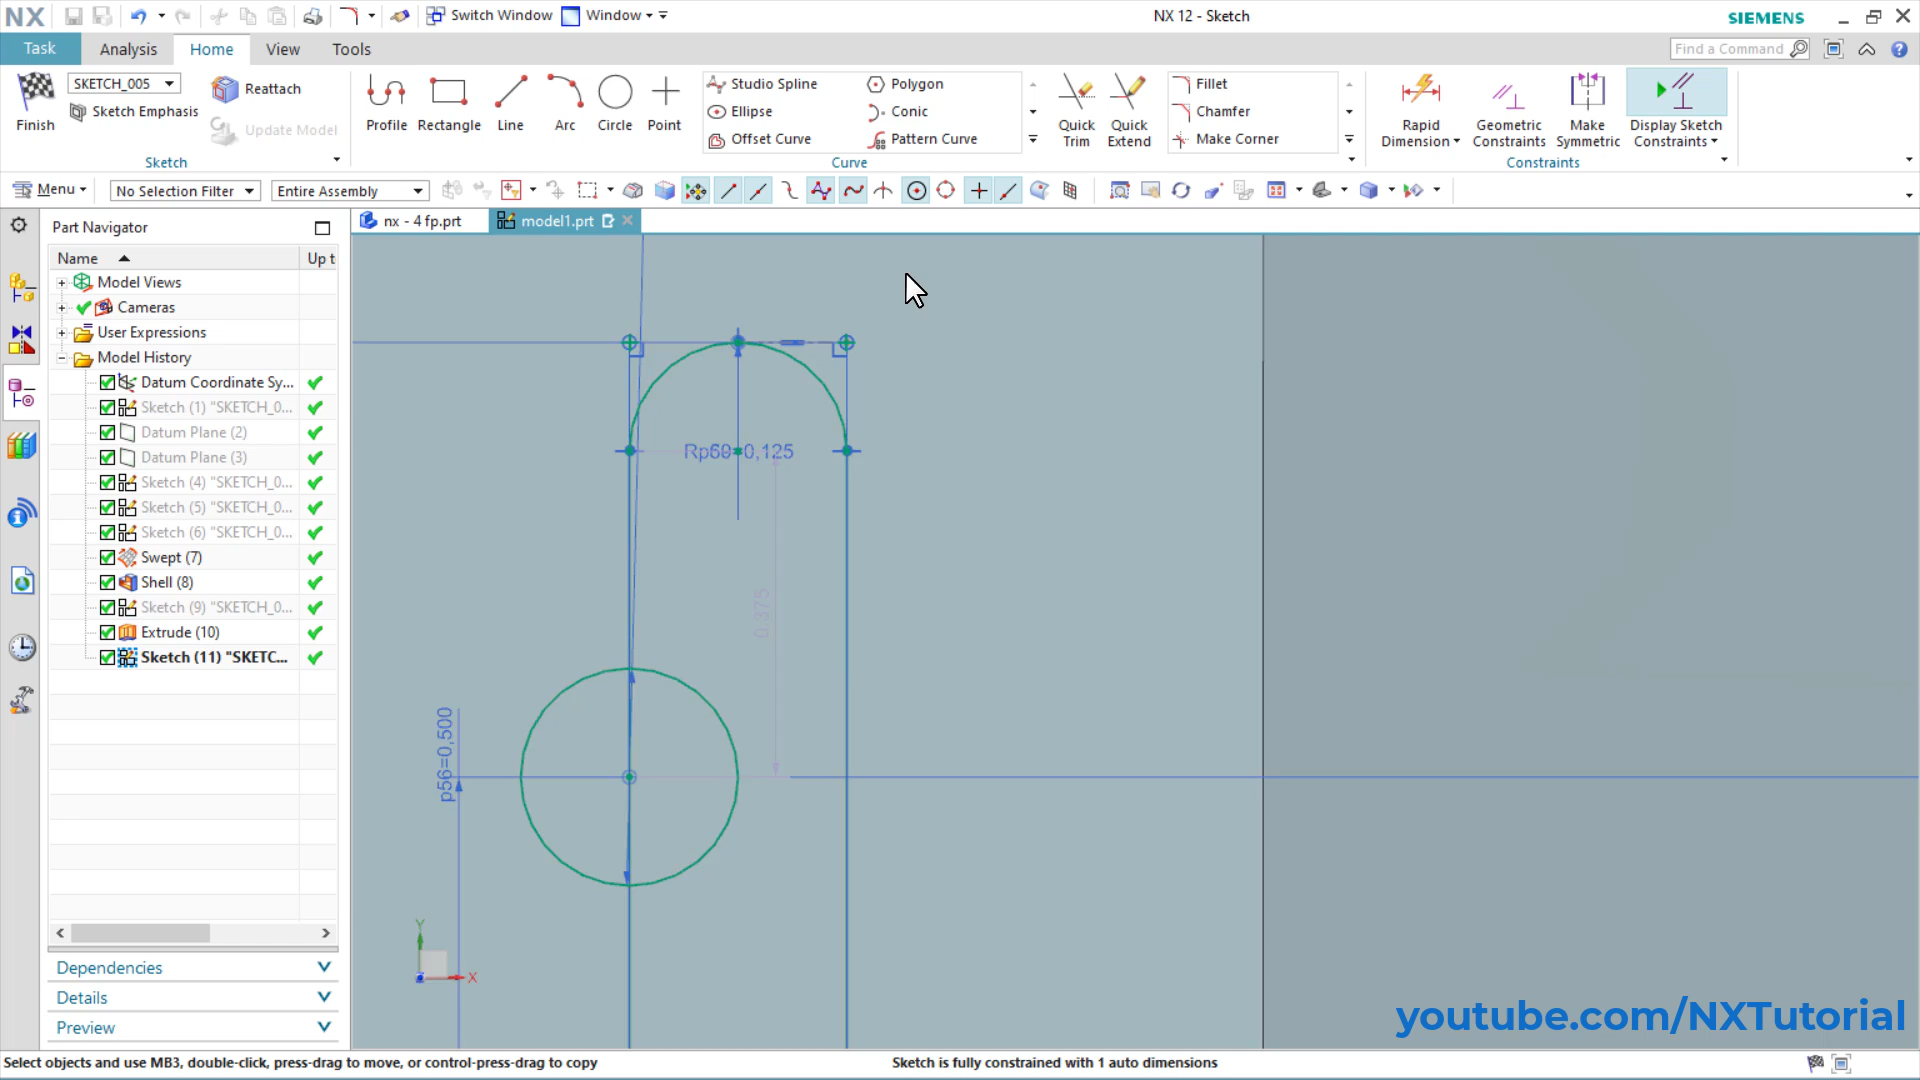 NX
Switch Window
Window
NX 12 - Sketch
SIEMENS
Task
Analysis
Home
View
Tools
Find a Command
Finish
SKETCH_005
Sketch Emphasis
Reattach
Update Model
Sketch
Profile
Rectangle
Line
Arc
Circle
Point
Studio Spline
Ellipse
Offset Curve
Polygon
Conic
Pattern Curve
Curve
Quick Trim
Quick Extend
Fillet
Chamfer
Make Corner
Rapid Dimension
Geometric Constraints
Make Symmetric
Display Sketch Constraints
Constraints
Menu
No Selection Filter
Entire Assembly
Part Navigator
nx - 4 fp.prt
model1.prt
Name
Up t
Model Views
Cameras
User Expressions
Model History
Datum Coordinate Sy...
Sketch (1) "SKETCH_0...
Datum Plane (2)
Datum Plane (3)
Sketch (4) "SKETCH_0...
Sketch (5) "SKETCH_0...
Sketch (6) "SKETCH_0...
Swept (7)
Shell (8)
Sketch (9) "SKETCH_0...
Extrude (10)
Sketch (11) "SKETC...
0,375
p56=0,500
Y
X
Dependencies
Details
Preview
youtube.com/NXTutorial
Select objects and use MB3, double-click, press-drag to move, or control-press-drag to copy
Sketch is fully constrained with 1 auto dimensions